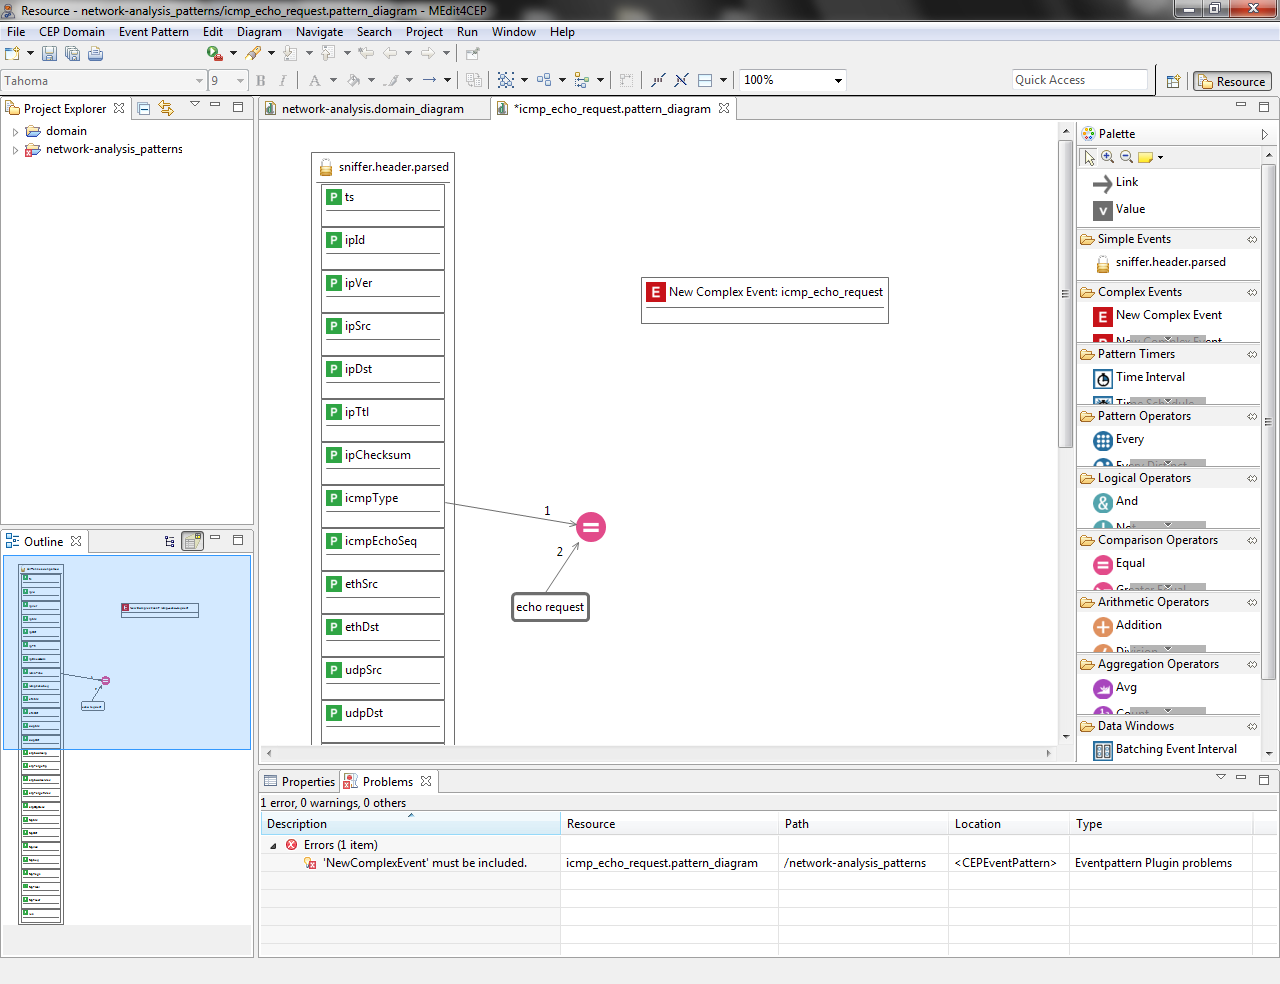 Resource - network-analysis_patterns/icmp_echo_request.pattern_diagram - MEdit4CEP
File CEP Domain Event Pattern Edit Diagram Navigate Search Project Run Window Help
Tahoma 9 B I A 100% Quick Access Resource
Project Explorer
domain
network-analysis_patterns
network-analysis.domain_diagram
*icmp_echo_request.pattern_diagram
sniffer.header.parsed
P ts
P ipId
P ipVer
P ipSrc
P ipDst
P ipTtl
P ipChecksum
P icmpType
P icmpEchoSeq
P ethSrc
P ethDst
P udpSrc
P udpDst
E New Complex Event: icmp_echo_request
1
2
echo request
Palette
Link
V Value
Simple Events
sniffer.header.parsed
Complex Events
E New Complex Event
Pattern Timers
Time Interval
Pattern Operators
Every
Logical Operators
& And
Comparison Operators
Equal
Arithmetic Operators
Addition
Aggregation Operators
Avg
Data Windows
Batching Event Interval
Outline
Properties
Problems
1 error, 0 warnings, 0 others
Description Resource Path Location Type
Errors (1 item)
'NewComplexEvent' must be included. icmp_echo_request.pattern_diagram /network-analysis_patterns <CEPEventPattern> Eventpattern Plugin problems